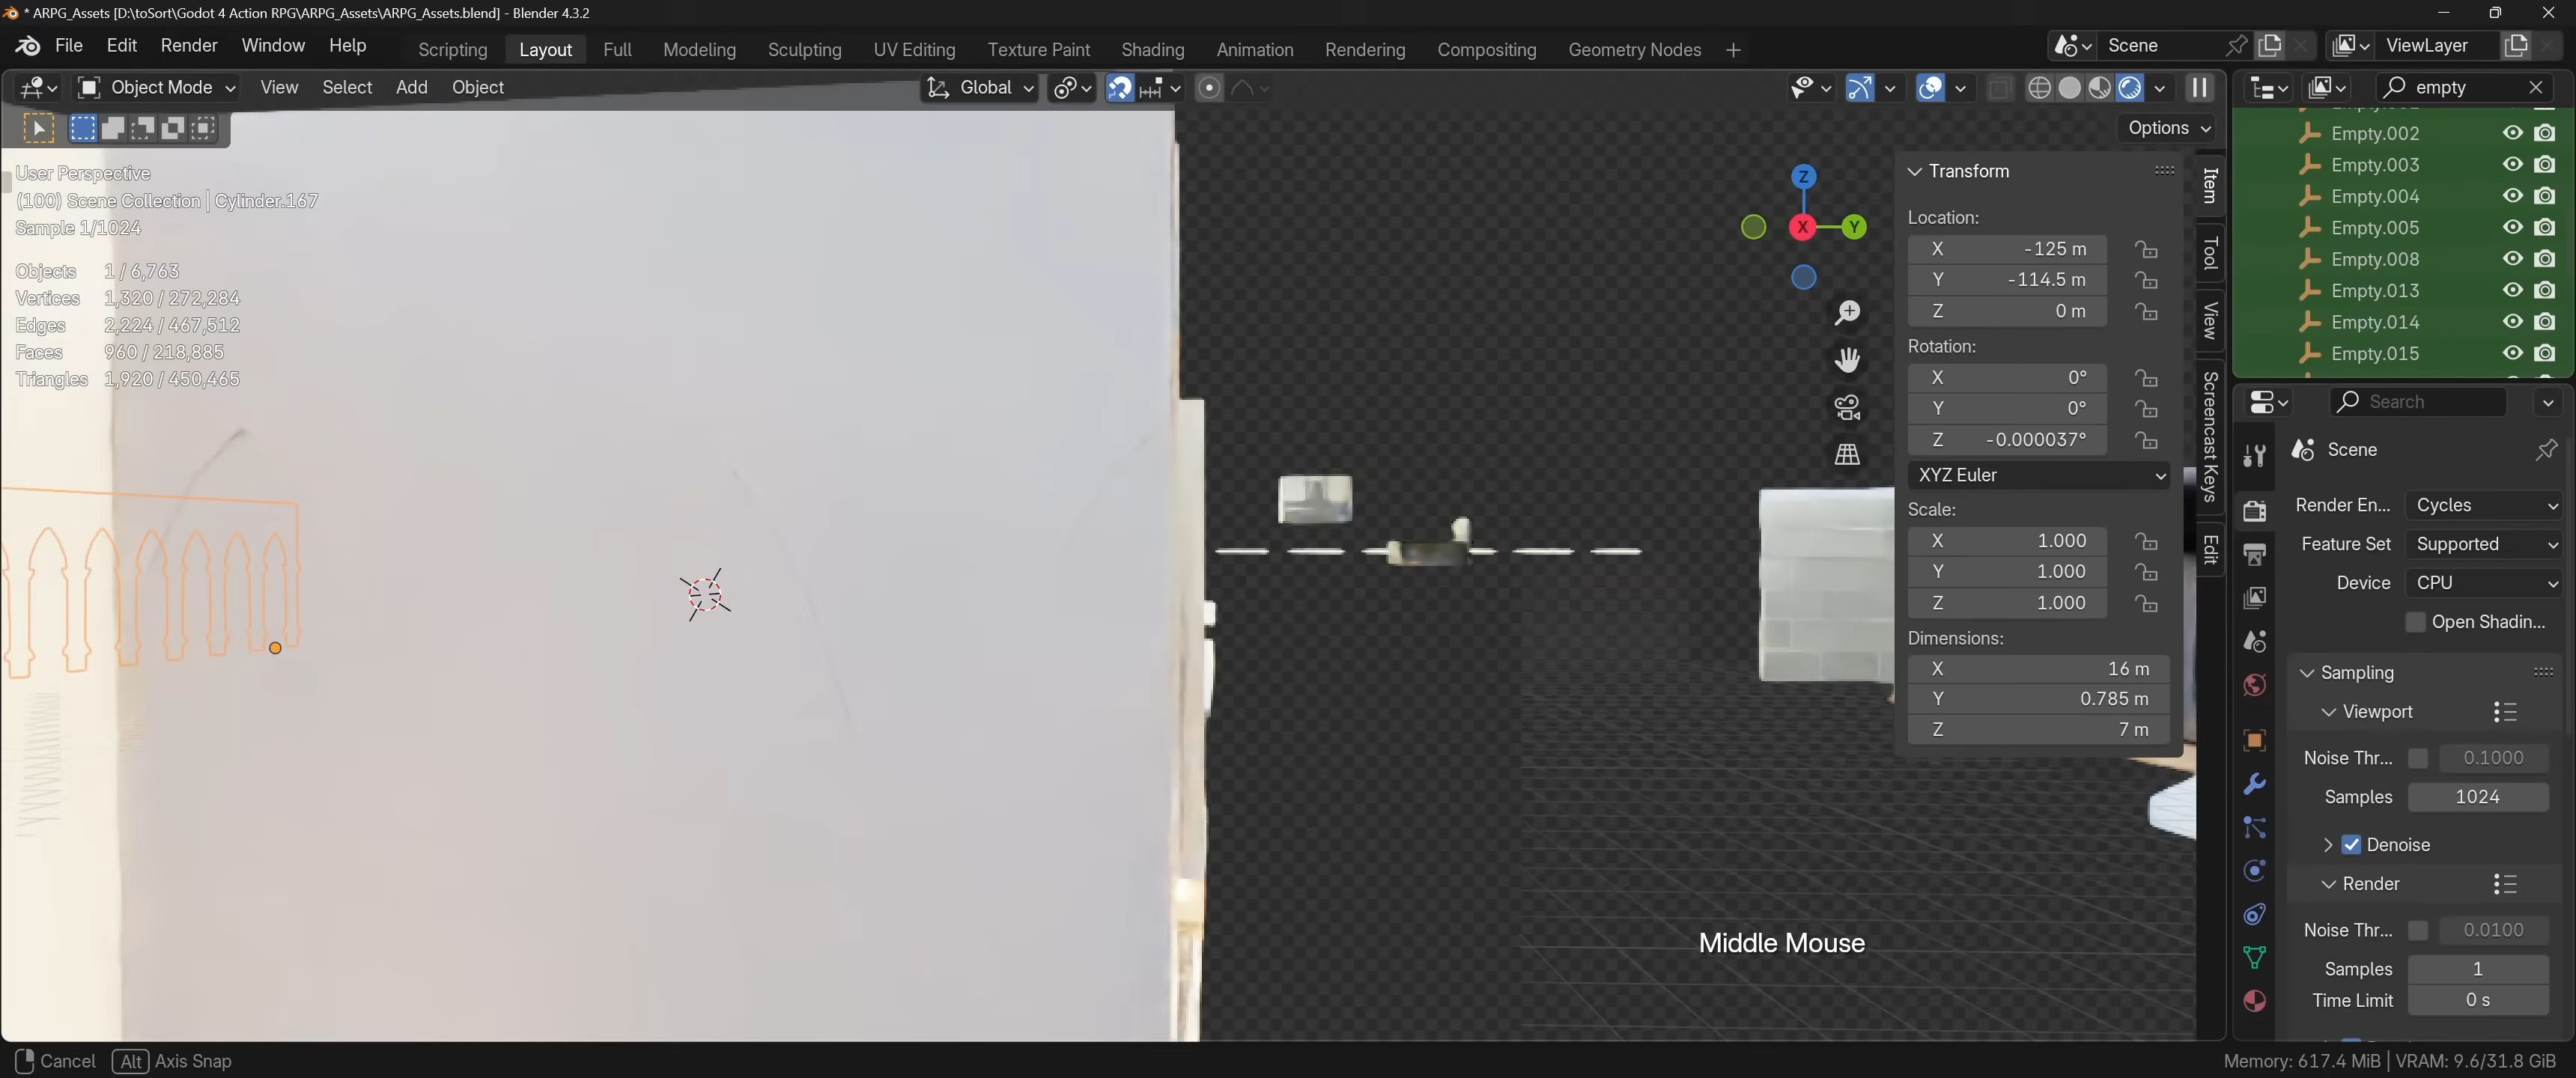 * ARPG_Assets [D:\toSort\Godot 4 Action RPG\ARPG_Assets\ARPG_Assets.blend] - Blender 4.3.2
File Edit Render Window Help Scripting Layout Full Modeling Sculpting UV Editing Texture Paint Shading Animation Rendering Compositing Geometry Nodes + Scene ViewLayer
Object Mode View Select Add Object Global empty
Options
User Perspective
(100) Scene Collection | Cylinder.167
Sample 1/1024
Objects 1 / 6,763
Vertices 1,320 / 272,284
Edges 2,224 / 467,512
Faces 960 / 218,885
Triangles 1,920 / 450,465
Z
X
Y
Transform
Location:
X -125 m
Y -114.5 m
Z 0 m
Rotation:
X 0°
Y 0°
Z -0.000037°
XYZ Euler
Scale:
X 1.000
Y 1.000
Z 1.000
Dimensions:
X 16 m
Y 0.785 m
Z 7 m
Item
Tool
View
Screencast Keys
Edit
Empty.002
Empty.003
Empty.004
Empty.005
Empty.008
Empty.013
Empty.014
Empty.015
Search
Scene
Render En... Cycles
Feature Set Supported
Device CPU
Open Shadin...
Sampling
Viewport
Noise Thr... 0.1000
Samples 1024
Denoise
Render
Noise Thr... 0.0100
Samples 1
Time Limit 0 s
Middle Mouse
Cancel Alt Axis Snap
Memory: 617.4 MiB | VRAM: 9.6/31.8 GiB